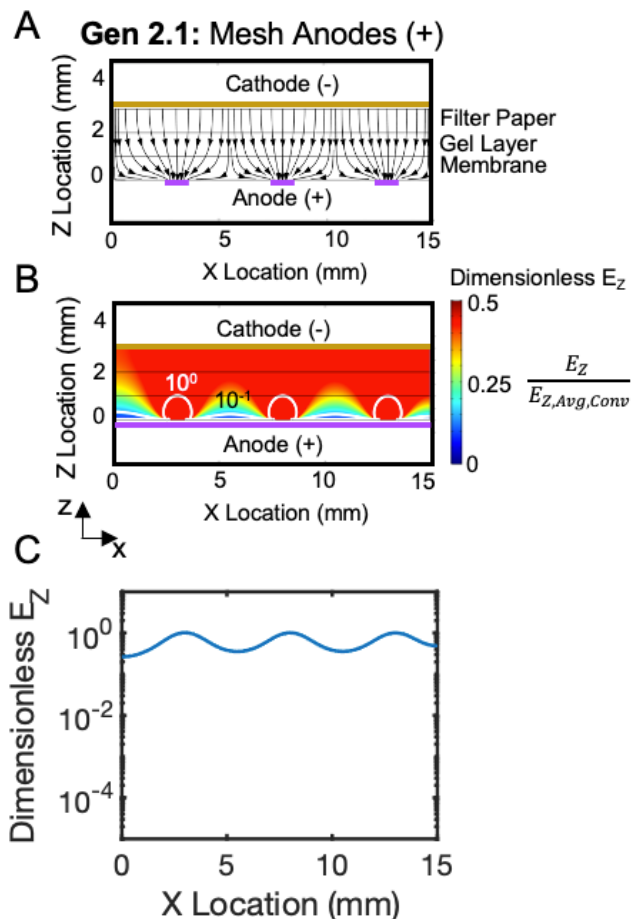 A
Gen 2.1: Mesh Anodes (+)
Z Location (mm)
4
2
0
Cathode (-)
Anode (+)
Filter Paper
Gel Layer
Membrane
0
5
10
15
X Location (mm)
B
Dimensionless E_Z
Z Location (mm)
4
2
0
Cathode (-)
10^0
10^-1
Anode (+)
0.5
0.25
0
E_Z
E_Z,Avg,Conv
0
5
10
15
X Location (mm)
z
x
C
Dimensionless E_Z
10^0
10^-2
10^-4
0
5
10
15
X Location (mm)